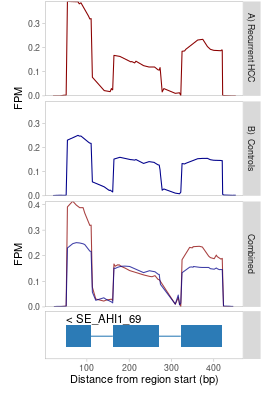 0.3
0.2
0.1
0.0
A) Recurrent HCC
FPM
0.3
0.2
0.1
0.0
B) Controls
0.4
0.3
0.2
0.1
0.0
FPM
Combined
< SE_AHI1_69
100 200 300 400
Distance from region start (bp)